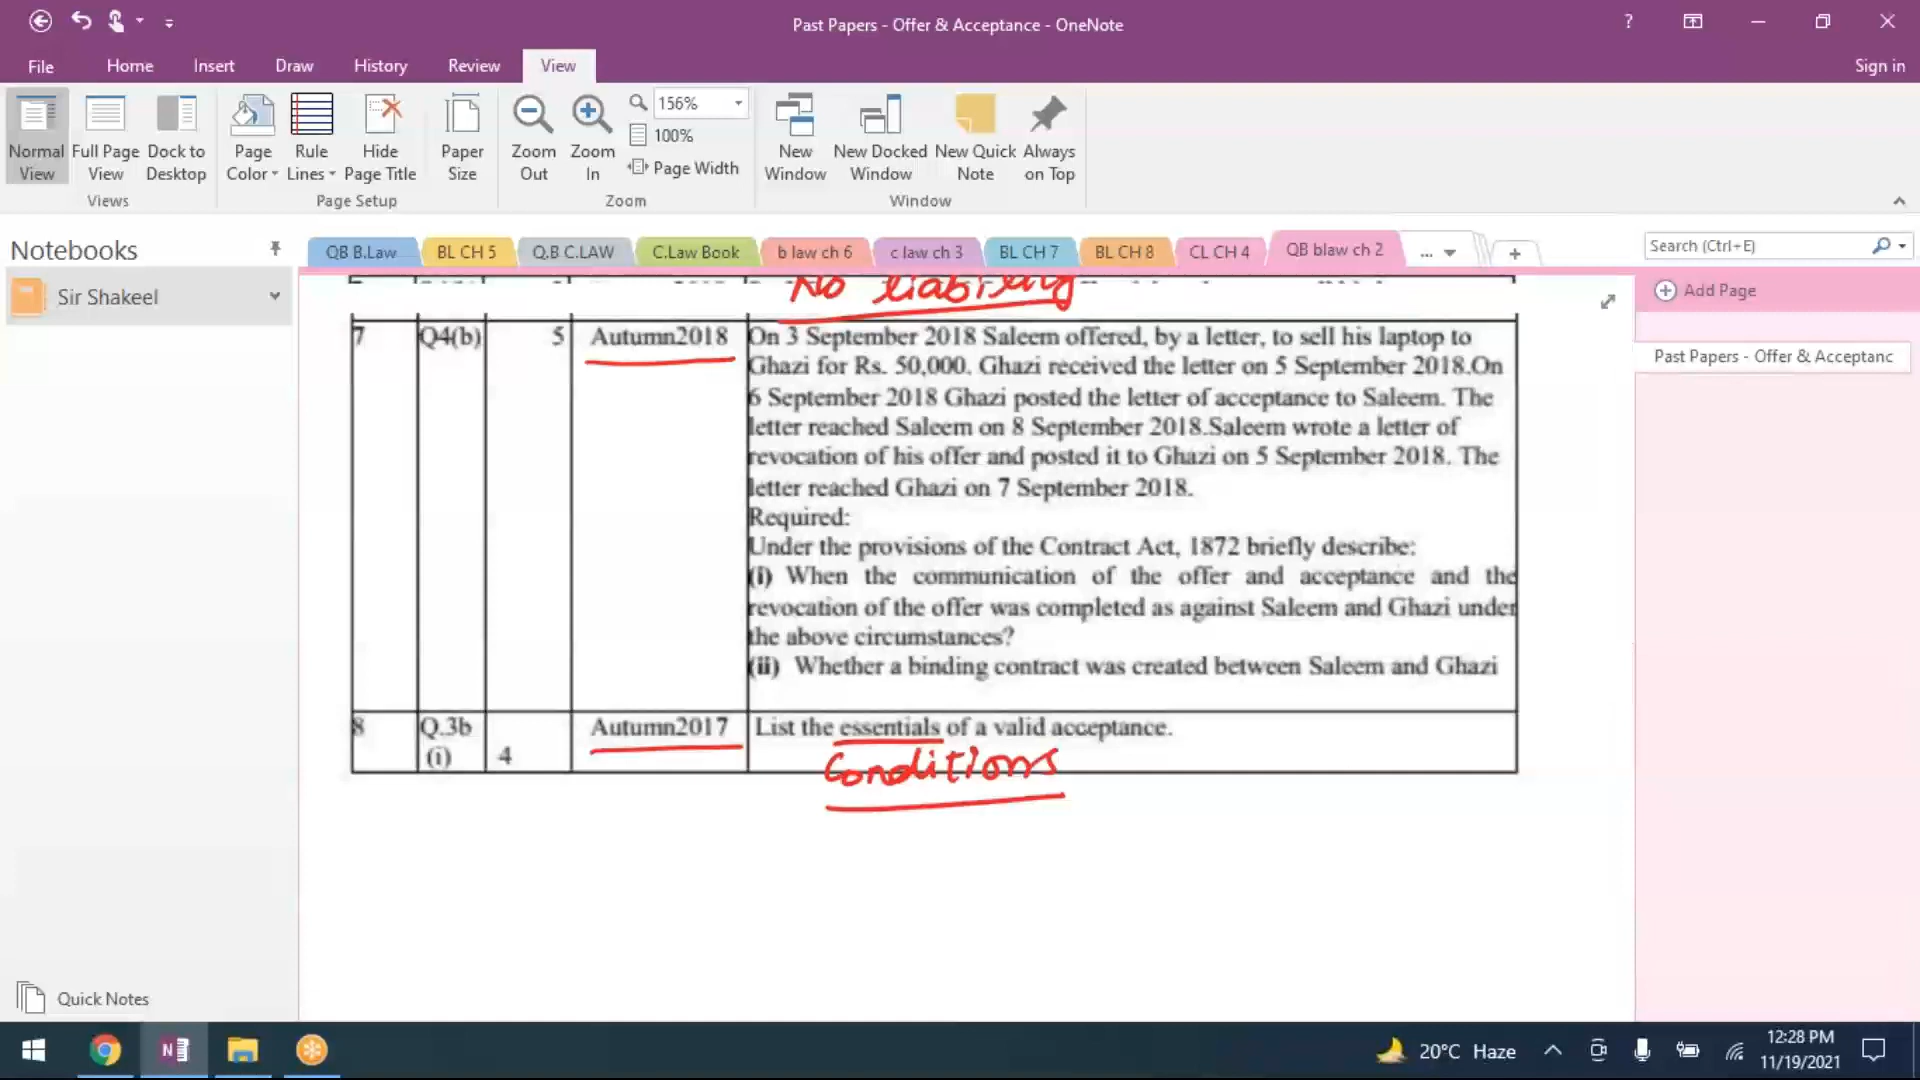 Past Papers - Offer & Acceptance - OneNote
File Home Insert Draw History Review View Sign in
156%
100%
Page Width
Normal View
Full Page View
Dock to Desktop
Page Color
Rule Lines
Hide Page Title
Paper Size
Zoom Out
Zoom In
New Window
New Docked Window
New Quick Note
Always on Top
Views Page Setup Zoom Window
Notebooks
QB B.Law BL CH 5 Q.B C.LAW C.Law Book b law ch 6 c law ch 3 BL CH 7 BL CH 8 CL CH 4 QB blaw ch 2 ... +
Search (Ctrl+E)
Sir Shakeel
Add Page
Past Papers - Offer & Acceptanc
No liability
7 Q4(b) 5 Autumn2018 On 3 September 2018 Saleem offered, by a letter, to sell his laptop to
Ghazi for Rs. 50,000. Ghazi received the letter on 5 September 2018.On
6 September 2018 Ghazi posted the letter of acceptance to Saleem. The
letter reached Saleem on 8 September 2018.Saleem wrote a letter of
revocation of his offer and posted it to Ghazi on 5 September 2018. The
letter reached Ghazi on 7 September 2018.
Required:
Under the provisions of the Contract Act, 1872 briefly describe:
(i) When the communication of the offer and acceptance and the
revocation of the offer was completed as against Saleem and Ghazi under
the above circumstances?
(ii) Whether a binding contract was created between Saleem and Ghazi
8 Q.3b Autumn2017 List the essentials of a valid acceptance.
(i) 4
Conditions
Quick Notes
20°C Haze
12:28 PM
11/19/2021